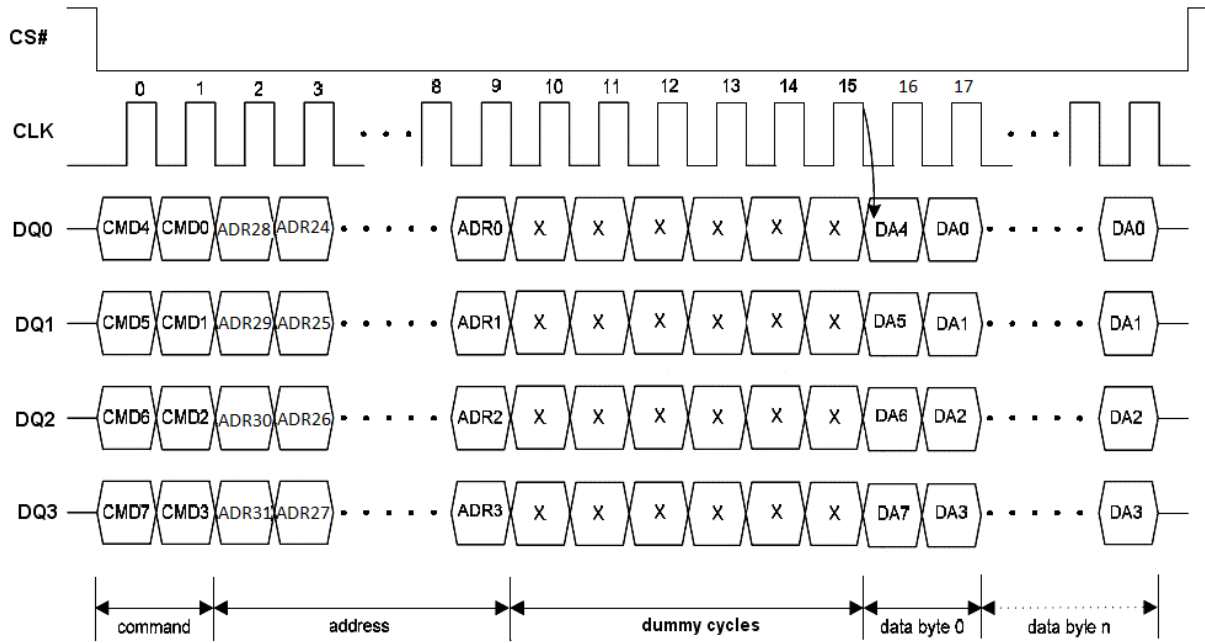 CS#
0 1 2 3 8 9 10 11 12 13 14 15 16 17
CLK
DQ0 CMD4 CMD0 ADR28 ADR24 ADR0 X X X X X X DA4 DA0 DA0
DQ1 CMD5 CMD1 ADR29 ADR25 ADR1 X X X X X X DA5 DA1 DA1
DQ2 CMD6 CMD2 ADR30 ADR26 ADR2 X X X X X X DA6 DA2 DA2
DQ3 CMD7 CMD3 ADR31 ADR27 ADR3 X X X X X X DA7 DA3 DA3
command address dummy cycles data byte 0 data byte n